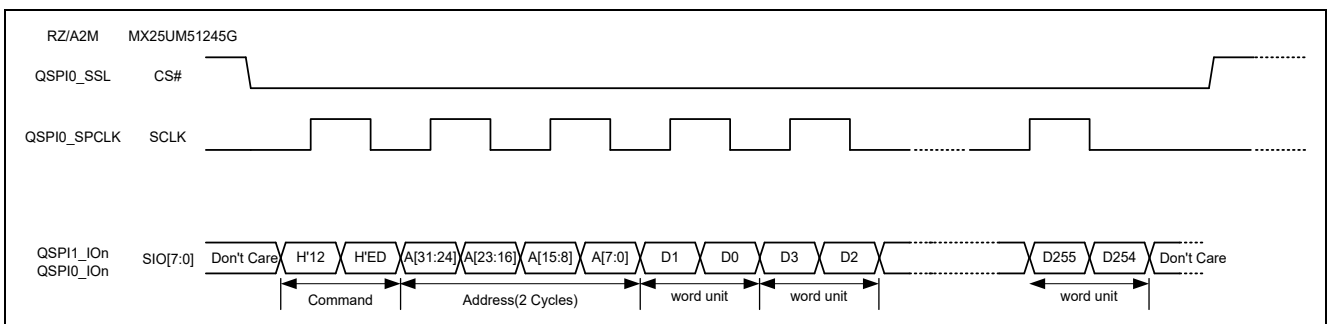 RZ/A2M MX25UM51245G
QSPI0_SSL CS#
QSPI0_SPCLK SCLK
QSPI1_IOn
QSPI0_IOn
SIO[7:0] Don't Care H'12 H'ED A[31:24] A[23:16] A[15:8] A[7:0] D1 D0 D3 D2 D255 D254 Don't Care
Command Address(2 Cycles) word unit word unit word unit